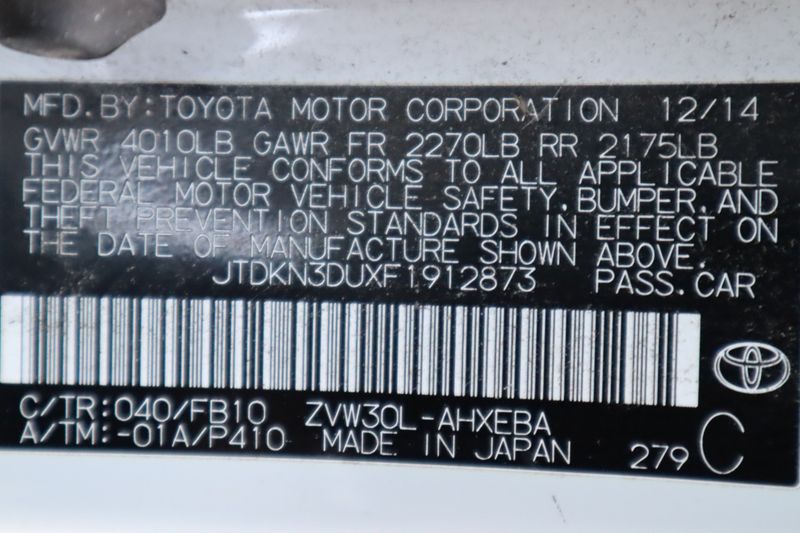 MFD. BY: TOYOTA MOTOR CORPORATION 12/14
GVWR 4010LB GAWR FR 2270LB RR 2175LB
THIS VEHICLE CONFORMS TO ALL APPLICABLE
FEDERAL MOTOR VEHICLE SAFETY, BUMPER, AND
THEFT PREVENTION STANDARDS IN EFFECT ON
THE DATE OF MANUFACTURE SHOWN ABOVE.
JTDKN3DUXF1912873 PASS. CAR
C/TR: 040/FB10 ZVW30L-AHXEBA
A/TM: -01A/P410 MADE IN JAPAN 279 C